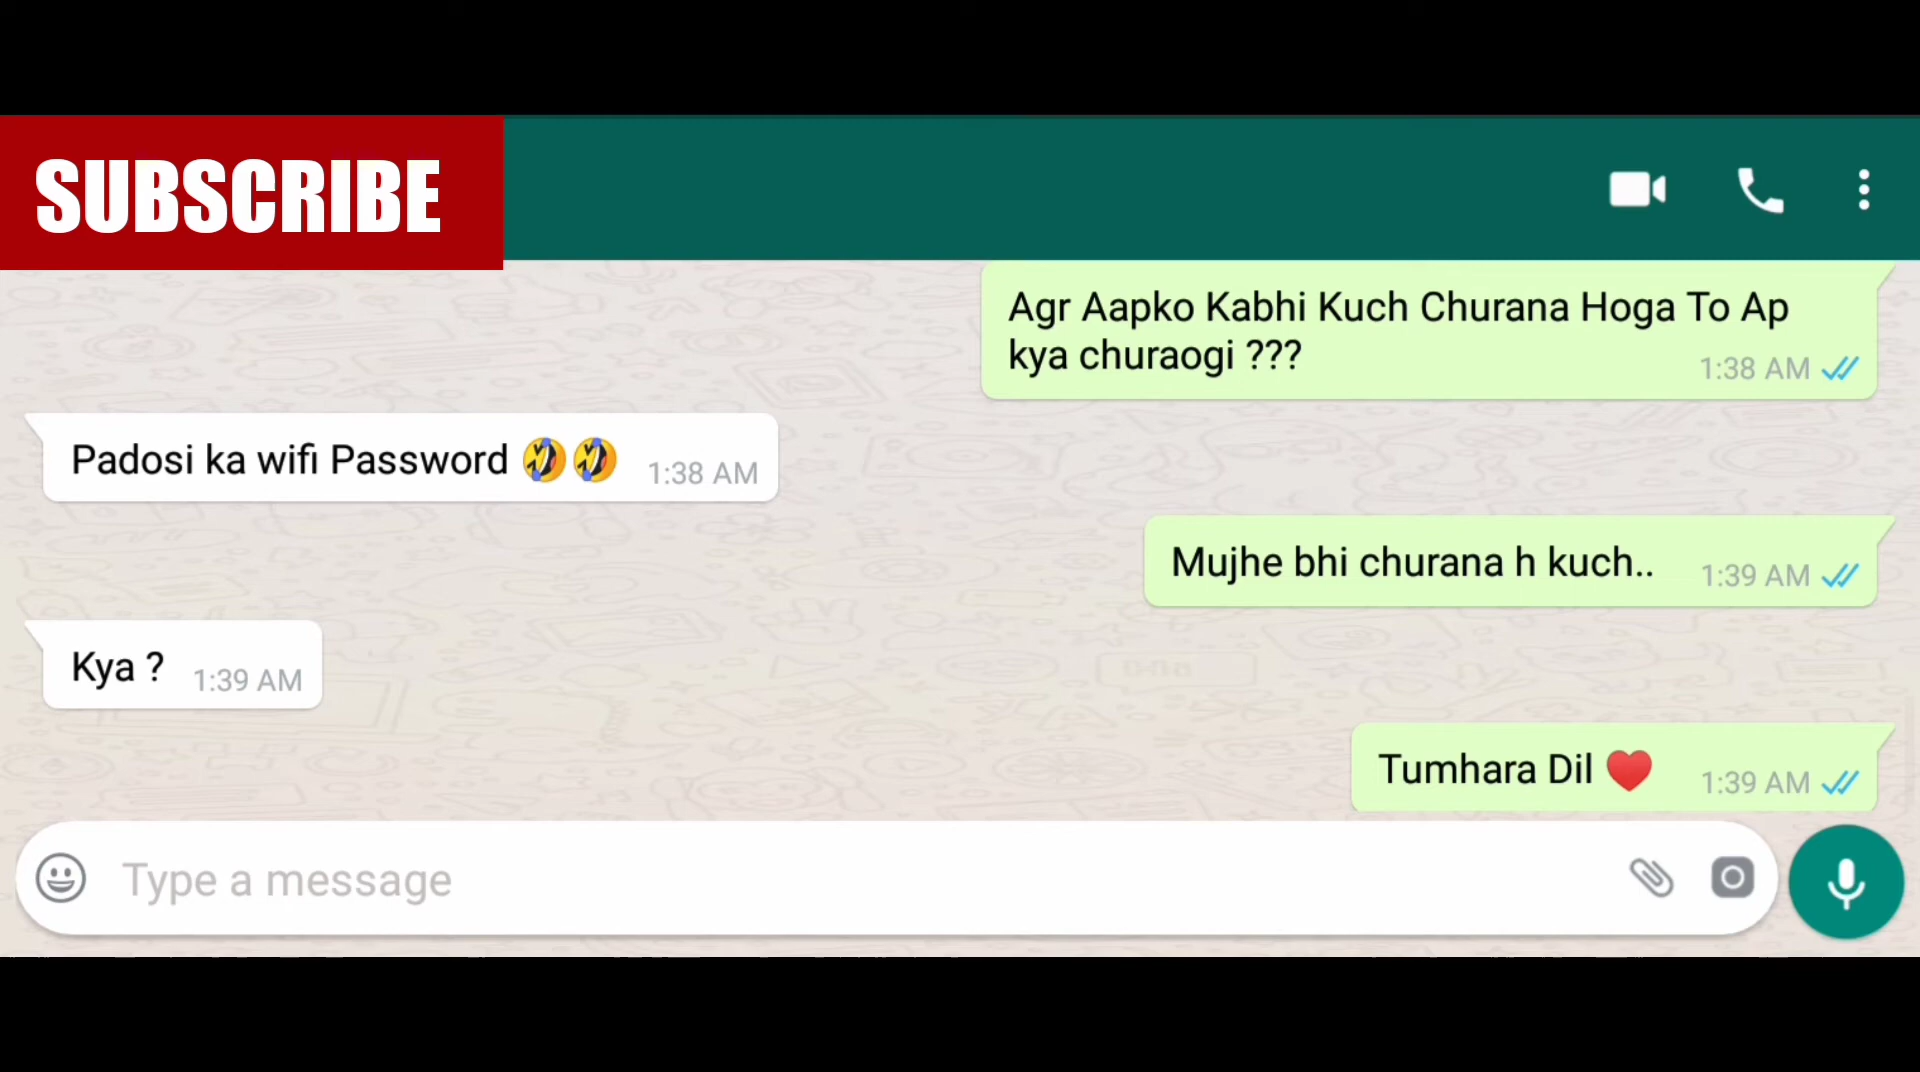 SUBSCRIBE
Agr Aapko Kabhi Kuch Churana Hoga To Ap
kya churaogi ???
1:38 AM
Padosi ka wifi Password 🤣🤣 1:38 AM
Mujhe bhi churana h kuch.. 1:39 AM
Kya ? 1:39 AM
Tumhara Dil ♥️ 1:39 AM
Type a message